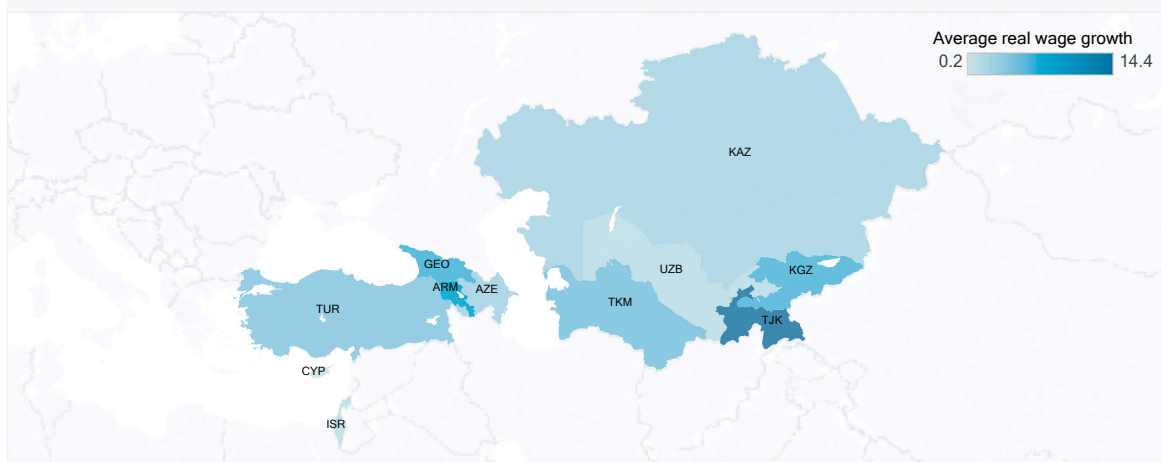 Average real wage growth
0.2 14.4
KAZ
GEO
KGZ
UZB
ARM
AZE
TKM
TUR
TJK
CYP
ISR